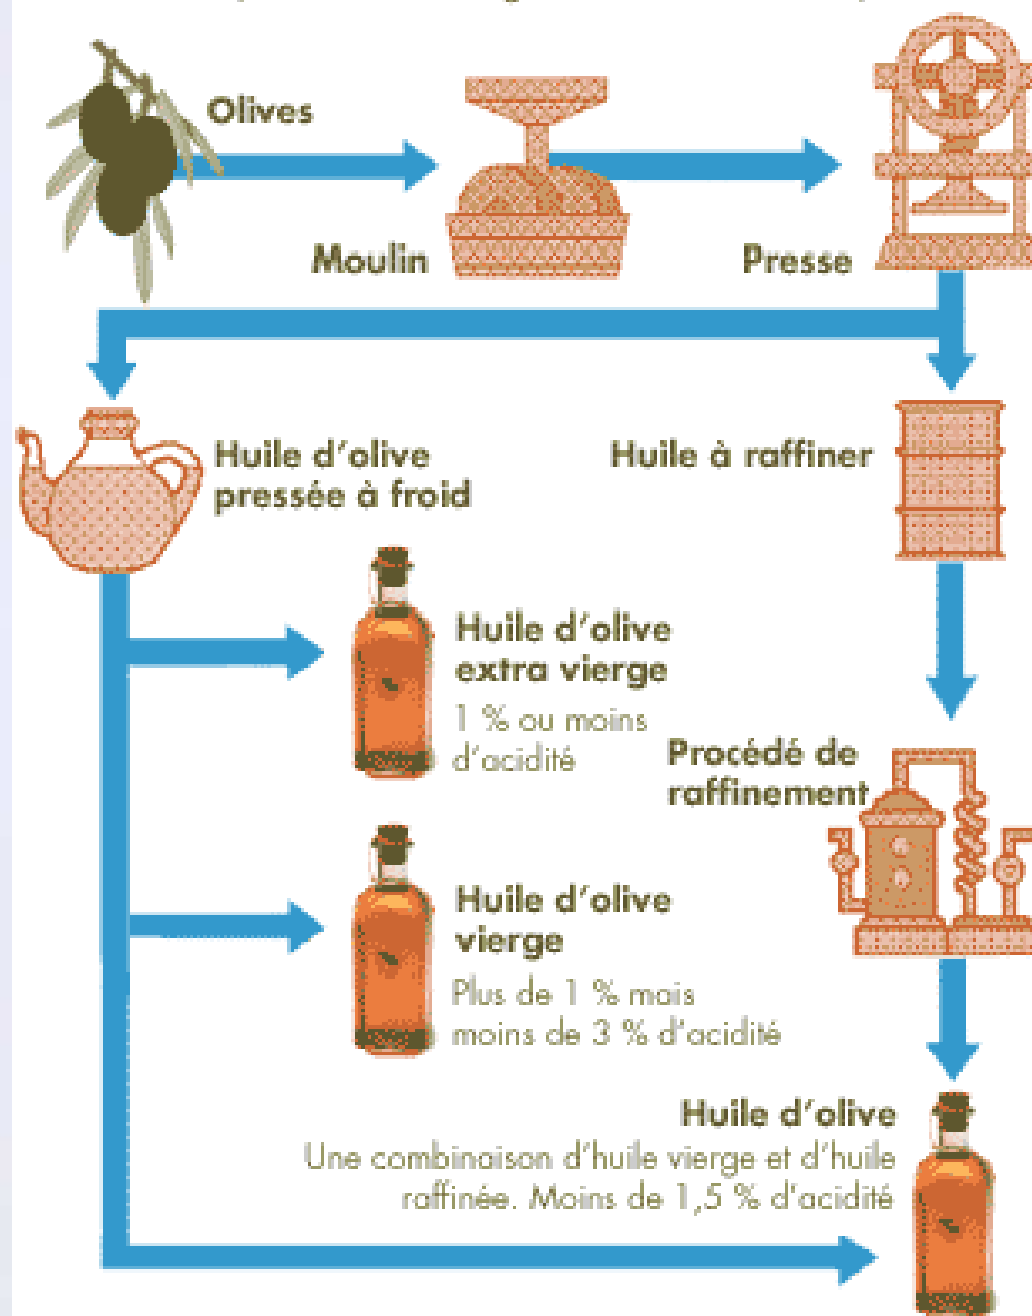 Olives
Moulin
Presse
Huile d'olive
pressée à froid
Huile à raffiner
Huile d'olive
extra vierge
1 % ou moins
d'acidité
Procédé de
raffinement
Huile d'olive
vierge
Plus de 1 % mais
moins de 3 % d'acidité
Huile d'olive
Une combinaison d'huile vierge et d'huile
raffinée. Moins de 1,5 % d'acidité